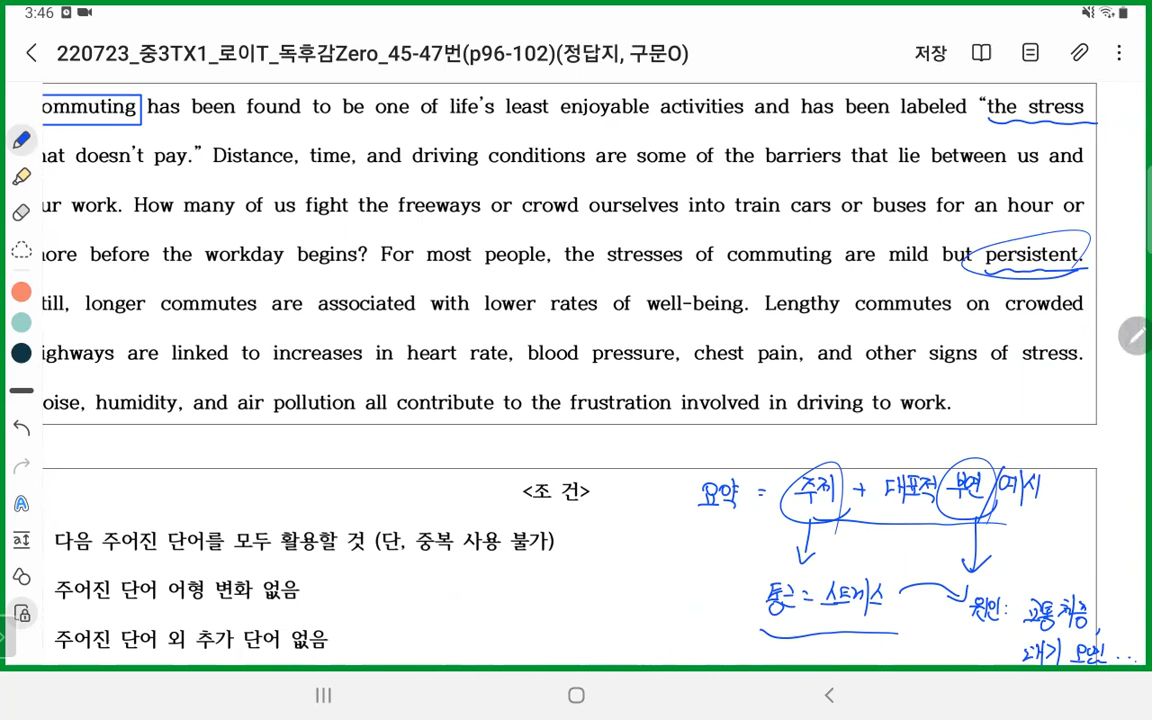 3:46
220723_중3TX1_로이T_독후감Zero_45-47번(p96-102)(정답지, 구문O)
저장
ommuting has been found to be one of life's least enjoyable activities and has been labeled “the stress
hat doesn't pay.” Distance, time, and driving conditions are some of the barriers that lie between us and
ur work. How many of us fight the freeways or crowd ourselves into train cars or buses for an hour or
ore before the workday begins? For most people, the stresses of commuting are mild but persistent.
till, longer commutes are associated with lower rates of well-being. Lengthy commutes on crowded
ighways are linked to increases in heart rate, blood pressure, chest pain, and other signs of stress.
oise, humidity, and air pollution all contribute to the frustration involved in driving to work.
<조 건>
요약 = 주제 + 대표적 부연/예시
다음 주어진 단어를 모두 활용할 것 (단, 중복 사용 불가)
주어진 단어 어형 변화 없음
통근 = 스트레스
원인: 교통체증,
주어진 단어 외 추가 단어 없음
대기 오염 ...